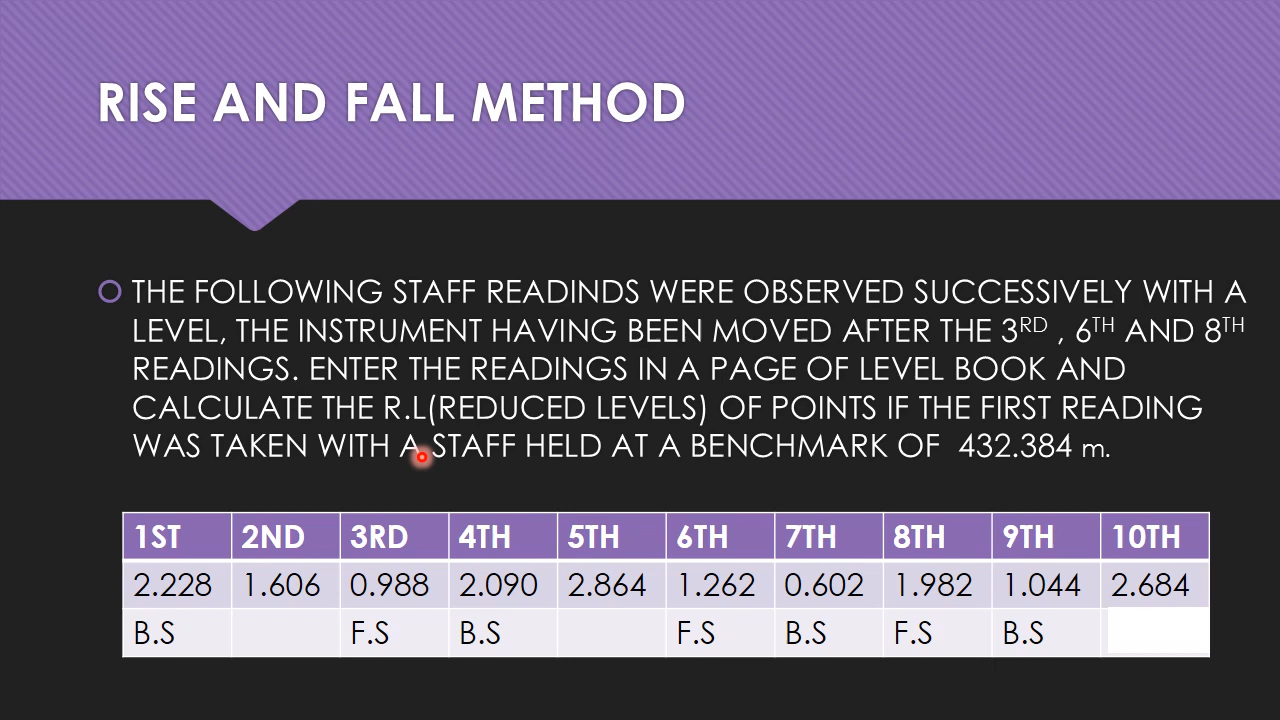 RISE AND FALL METHOD
THE FOLLOWING STAFF READINDS WERE OBSERVED SUCCESSIVELY WITH A
LEVEL, THE INSTRUMENT HAVING BEEN MOVED AFTER THE 3RD , 6TH AND 8TH
READINGS. ENTER THE READINGS IN A PAGE OF LEVEL BOOK AND
CALCULATE THE R.L(REDUCED LEVELS) OF POINTS IF THE FIRST READING
WAS TAKEN WITH A STAFF HELD AT A BENCHMARK OF 432.384 m.
1ST 2ND 3RD 4TH 5TH 6TH 7TH 8TH 9TH 10TH
2.228 1.606 0.988 2.090 2.864 1.262 0.602 1.982 1.044 2.684
B.S F.S B.S F.S B.S F.S B.S